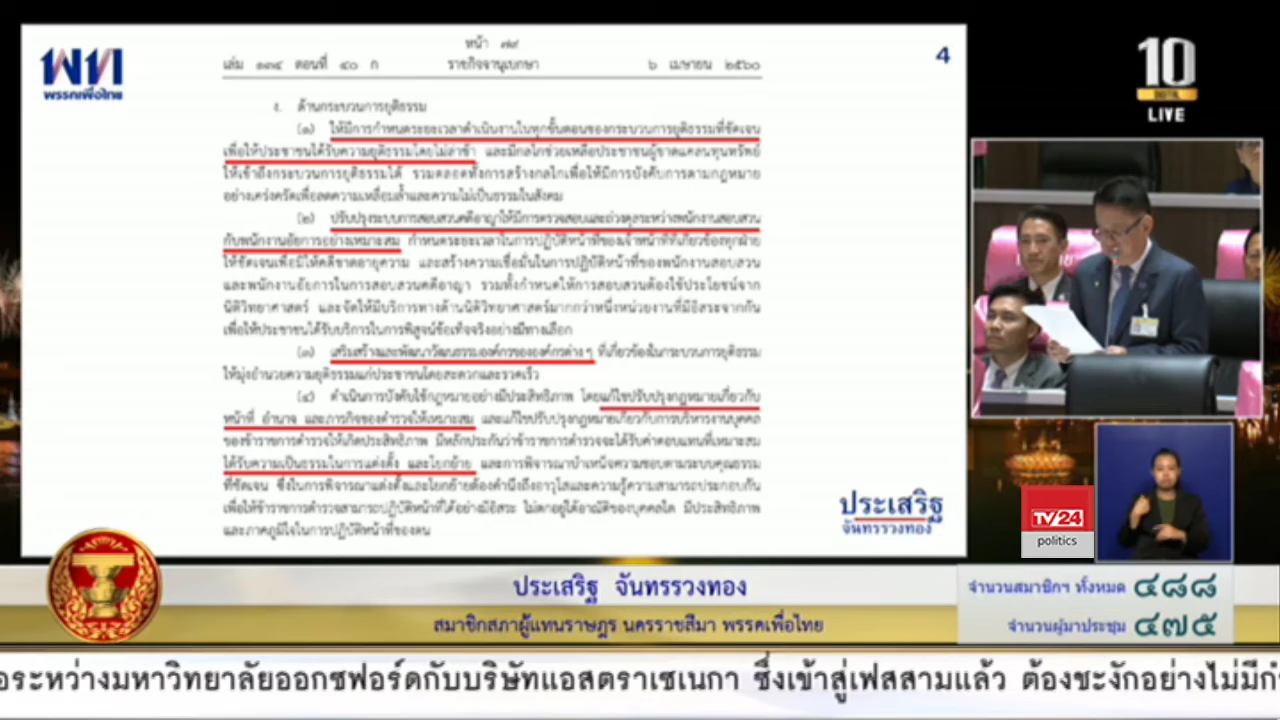 พท
พรรคเพื่อไทย
4
หน้า ๗๙
เล่ม ๑๓๔ ตอนที่ ๔๐ ก ราชกิจจานุเบกษา ๖ เมษายน ๒๕๖๐
ง. ด้านกระบวนการยุติธรรม
(๑) ให้มีการกำหนดระยะเวลาดำเนินงานในทุกขั้นตอนของกระบวนการยุติธรรมที่ชัดเจน
เพื่อให้ประชาชนได้รับความยุติธรรมโดยไม่ล่าช้า และมีกลไกช่วยเหลือประชาชนผู้ขาดแคลนทุนทรัพย์
ให้เข้าถึงกระบวนการยุติธรรมได้ รวมตลอดทั้งการสร้างกลไกเพื่อให้มีการบังคับการตามกฎหมาย
อย่างเคร่งครัดเพื่อลดความเหลื่อมล้ำและความไม่เป็นธรรมในสังคม
(๒) ปรับปรุงระบบการสอบสวนคดีอาญาให้มีการตรวจสอบและถ่วงดุลระหว่างพนักงานสอบสวน
กับพนักงานอัยการอย่างเหมาะสม กำหนดระยะเวลาในการปฏิบัติหน้าที่ของเจ้าหน้าที่ที่เกี่ยวข้องทุกฝ่าย
ให้ชัดเจนเพื่อมิให้คดีขาดอายุความ และสร้างความเชื่อมั่นในการปฏิบัติหน้าที่ของพนักงานสอบสวน
และพนักงานอัยการในการสอบสวนคดีอาญา รวมทั้งกำหนดให้การสอบสวนต้องใช้ประโยชน์จาก
นิติวิทยาศาสตร์ และจัดให้มีบริการทางด้านนิติวิทยาศาสตร์มากกว่าหนึ่งหน่วยงานที่มีอิสระจากกัน
เพื่อให้ประชาชนได้รับบริการในการพิสูจน์ข้อเท็จจริงอย่างมีทางเลือก
(๓) เสริมสร้างและพัฒนาวัฒนธรรมองค์กรขององค์กรต่าง ๆ ที่เกี่ยวข้องในกระบวนการยุติธรรม
ให้มุ่งอำนวยความยุติธรรมแก่ประชาชนโดยสะดวกและรวดเร็ว
(๔) ดำเนินการบังคับใช้กฎหมายอย่างมีประสิทธิภาพ โดยแก้ไขปรับปรุงกฎหมายเกี่ยวกับ
หน้าที่ อำนาจ และภารกิจของตำรวจให้เหมาะสม และแก้ไขปรับปรุงกฎหมายเกี่ยวกับการบริหารงานบุคคล
ของข้าราชการตำรวจให้เกิดประสิทธิภาพ มีหลักประกันว่าข้าราชการตำรวจจะได้รับค่าตอบแทนที่เหมาะสม
ได้รับความเป็นธรรมในการแต่งตั้ง และโยกย้าย และการพิจารณาบำเหน็จความชอบตามระบบคุณธรรม
ที่ชัดเจน ซึ่งในการพิจารณาแต่งตั้งและโยกย้ายต้องคำนึงถึงอาวุโสและความรู้ความสามารถประกอบกัน
เพื่อให้ข้าราชการตำรวจสามารถปฏิบัติหน้าที่ได้อย่างมีอิสระ ไม่ตกอยู่ใต้อาณัติของบุคคลใด มีประสิทธิภาพ
และภาคภูมิใจในการปฏิบัติหน้าที่ของตน
ประเสริฐ
จันทรรวงทอง
10
DIGITAL
LIVE
TV24
politics
ประเสริฐ จันทรรวงทอง
สมาชิกสภาผู้แทนราษฎร นครราชสีมา พรรคเพื่อไทย
จำนวนสมาชิกฯ ทั้งหมด ๔๘๘
จำนวนผู้มาประชุม ๔๗๕
อระหว่างมหาวิทยาลัยออกซฟอร์ดกับบริษัทแอสตราเซเนกา ซึ่งเข้าสู่เฟสสามแล้ว ต้องชะงักอย่างไม่มีกำ